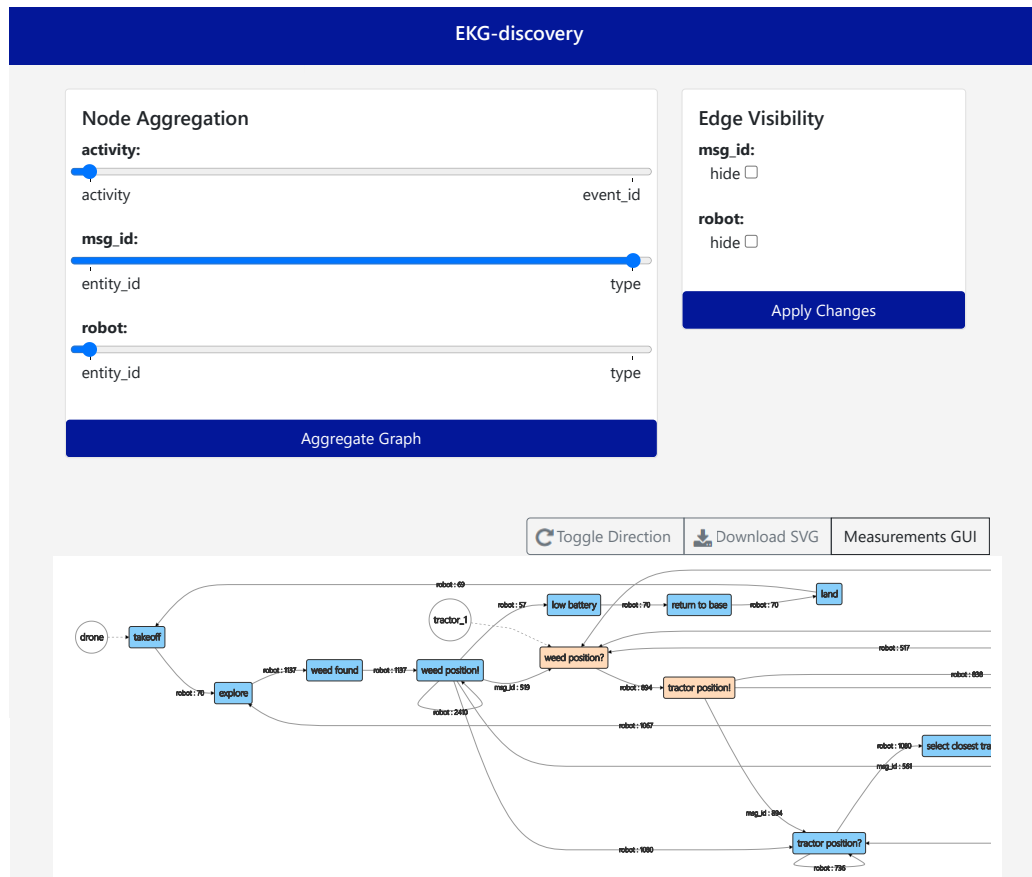 EKG-discovery
Node Aggregation
activity:
activity event_id
msg_id:
entity_id type
robot:
entity_id type
Aggregate Graph
Edge Visibility
msg_id:
hide
robot:
hide
Apply Changes
Toggle Direction Download SVG Measurements GUI
robot : 69
land
robot : 57
low battery
robot : 70
return to base
robot : 70
tractor_1
drone
takeoff
weed position?
robot : 517
robot : 1137
weed found
robot : 1137
weed position!
robot : 838
robot : 70
explore
msg_id : 519
robot : 894
tractor position!
robot : 2410
robot : 1067
robot : 1080
select closest tra
msg_id : 561
msg_id : 894
tractor position?
robot : 1080
robot : 736